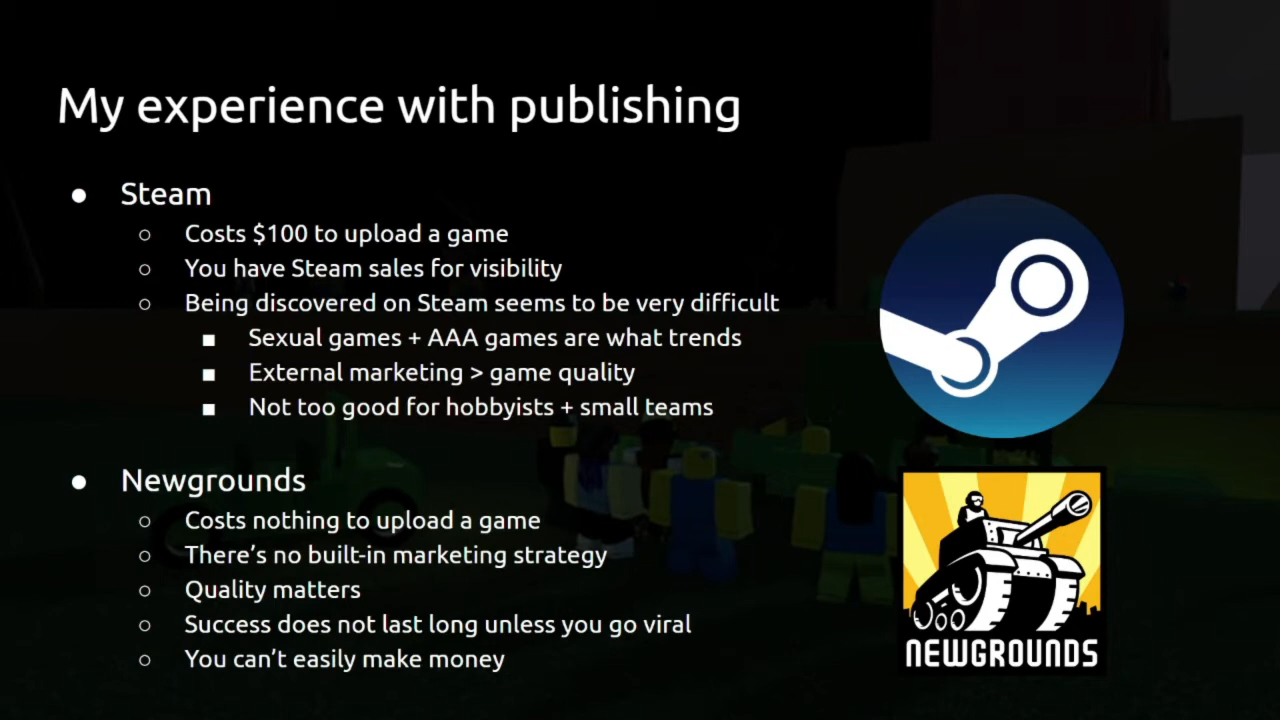 My experience with publishing
● Steam
○ Costs $100 to upload a game
○ You have Steam sales for visibility
○ Being discovered on Steam seems to be very difficult
■ Sexual games + AAA games are what trends
■ External marketing > game quality
■ Not too good for hobbyists + small teams
● Newgrounds
○ Costs nothing to upload a game
○ There’s no built-in marketing strategy
○ Quality matters
○ Success does not last long unless you go viral
○ You can’t easily make money
NEWGROUNDS